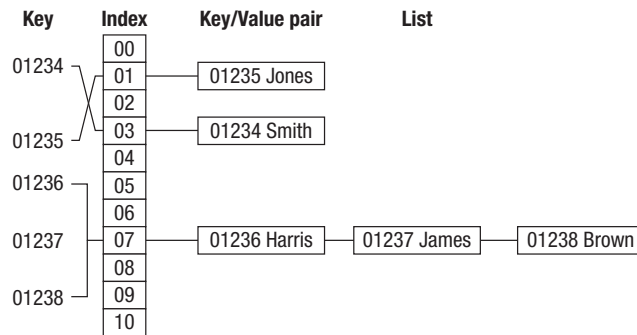 Key Index Key/Value pair List
00
01234
01 01235 Jones
02
01235 03 01234 Smith
04
01236 05
06
01237 07 01236 Harris 01237 James 01238 Brown
08
01238 09
10